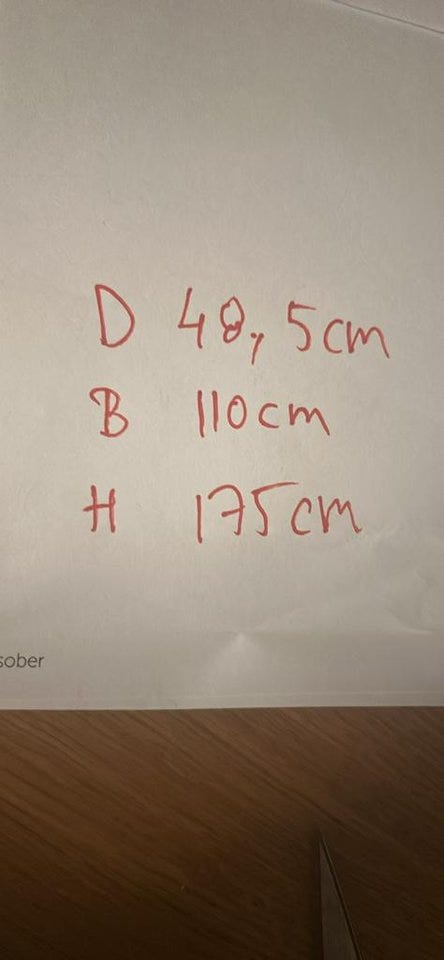 D 48,5cm
B 110cm
H 175cm
sober